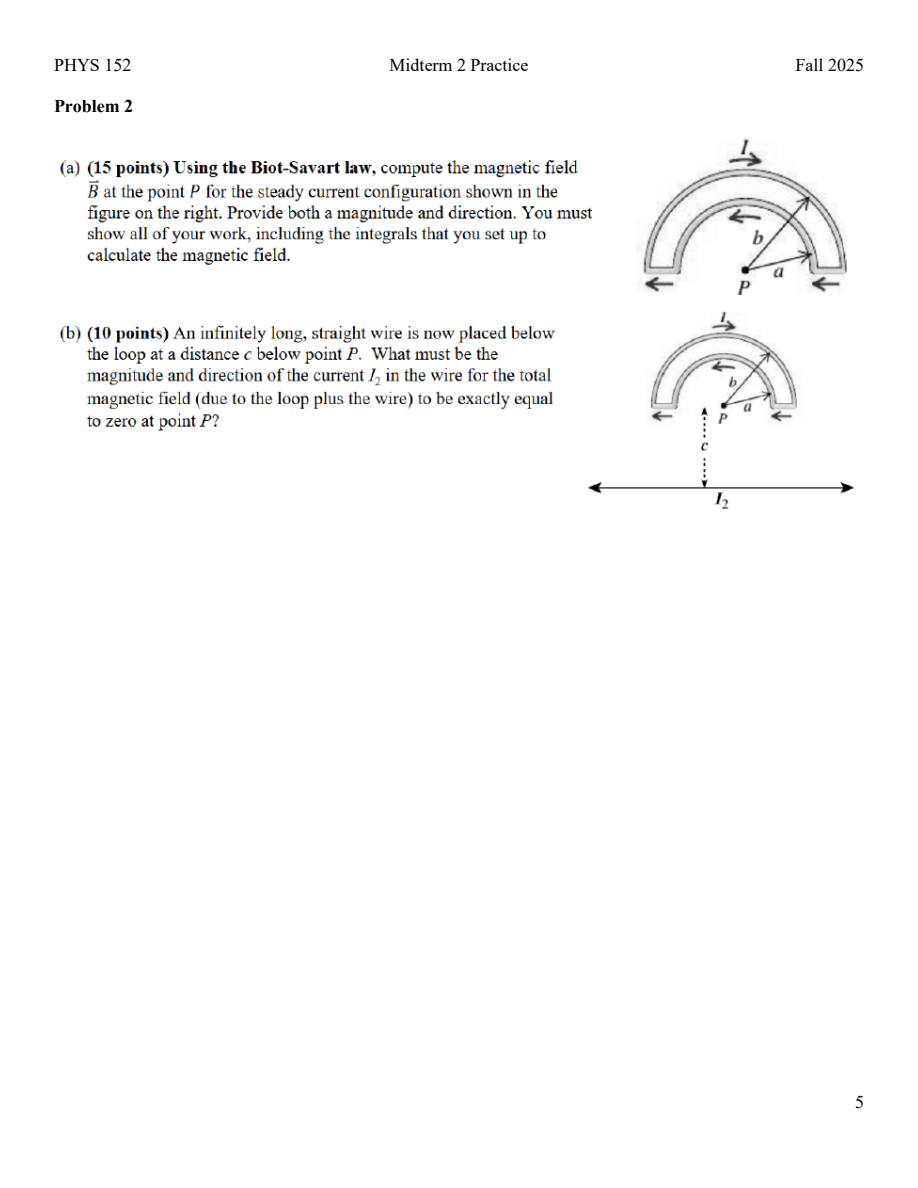 PHYS 152 Midterm 2 Practice Fall 2025
Problem 2
(a) (15 points) Using the Biot-Savart law, compute the magnetic field
B⃗ at the point P for the steady current configuration shown in the
figure on the right. Provide both a magnitude and direction. You must
show all of your work, including the integrals that you set up to
calculate the magnetic field.
I
b
a
P
(b) (10 points) An infinitely long, straight wire is now placed below
the loop at a distance c below point P. What must be the
magnitude and direction of the current I₂ in the wire for the total
magnetic field (due to the loop plus the wire) to be exactly equal
to zero at point P?
I
b
a
P
c
I₂
5